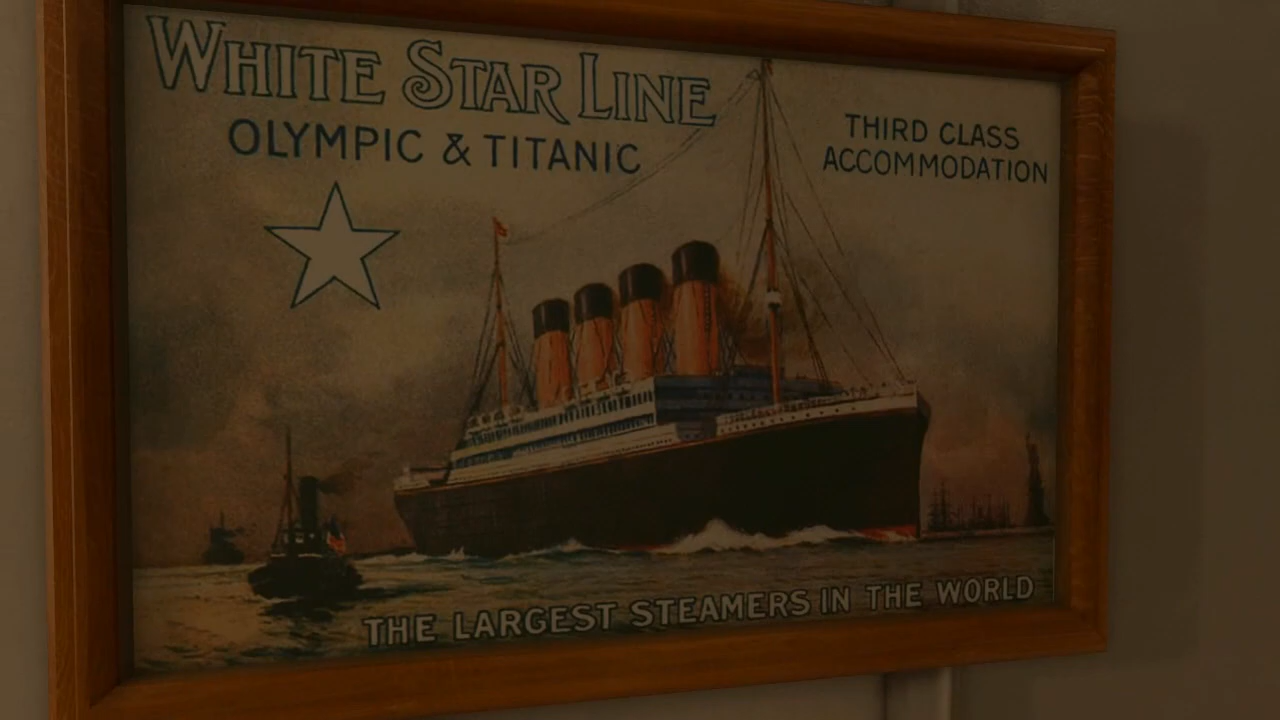 WHITE STAR LINE
OLYMPIC & TITANIC
THIRD CLASS
ACCOMMODATION
THE LARGEST STEAMERS IN THE WORLD